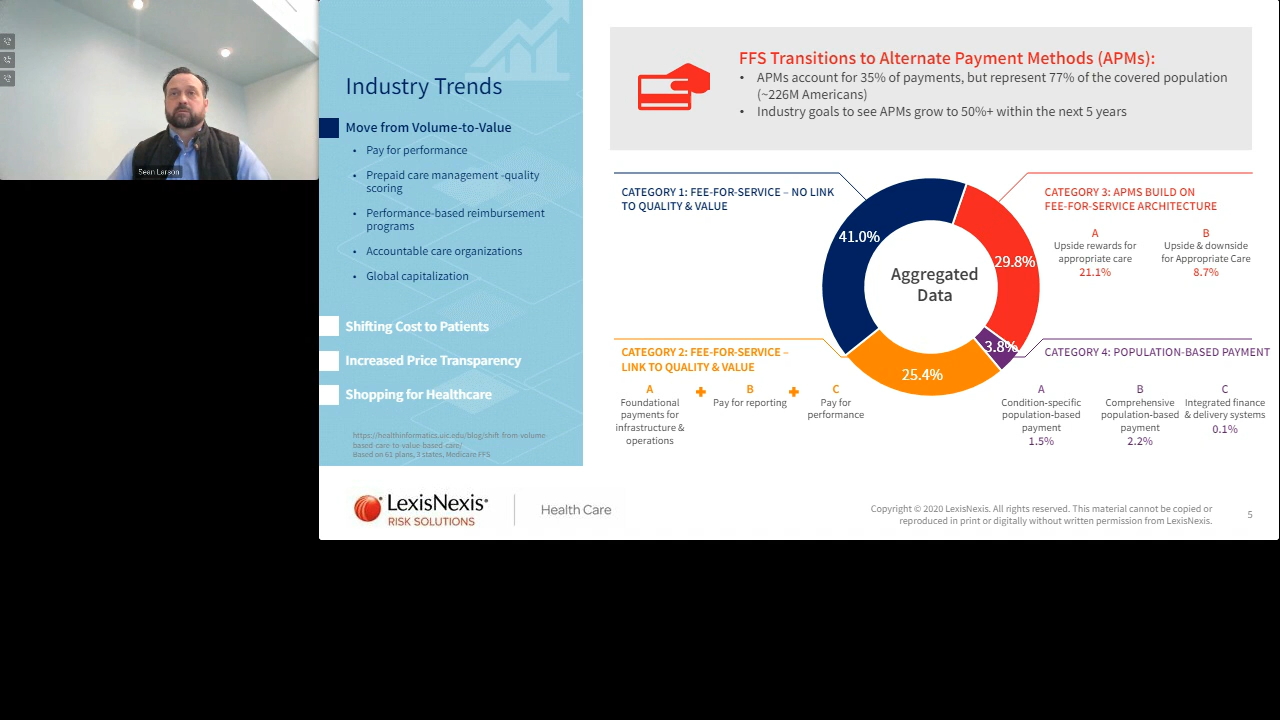 Sean Larson
Industry Trends
Move from Volume-to-Value
• Pay for performance
• Prepaid care management -quality
scoring
• Performance-based reimbursement
programs
• Accountable care organizations
• Global capitalization
Shifting Cost to Patients
Increased Price Transparency
Shopping for Healthcare
https://healthinformatics.uic.edu/blog/shift-from-volume
based-care-to-value-based-care/
Based on 61 plans, 3 states, Medicare FFS
FFS Transitions to Alternate Payment Methods (APMs):
• APMs account for 35% of payments, but represent 77% of the covered population
(~226M Americans)
• Industry goals to see APMs grow to 50%+ within the next 5 years
CATEGORY 1: FEE-FOR-SERVICE – NO LINK
TO QUALITY & VALUE
41.0%
29.8%
3.8%
25.4%
Aggregated
Data
CATEGORY 3: APMS BUILD ON
FEE-FOR-SERVICE ARCHITECTURE
A
Upside rewards for
appropriate care
21.1%
B
Upside & downside
for Appropriate Care
8.7%
CATEGORY 2: FEE-FOR-SERVICE –
LINK TO QUALITY & VALUE
A
Foundational
payments for
infrastructure &
operations
B
Pay for reporting
C
Pay for
performance
CATEGORY 4: POPULATION-BASED PAYMENT
A
Condition-specific
population-based
payment
1.5%
B
Comprehensive
population-based
payment
2.2%
C
Integrated finance
& delivery systems
0.1%
LexisNexis®
RISK SOLUTIONS
Health Care
Copyright © 2020 LexisNexis. All rights reserved. This material cannot be copied or
reproduced in print or digitally without written permission from LexisNexis.
5